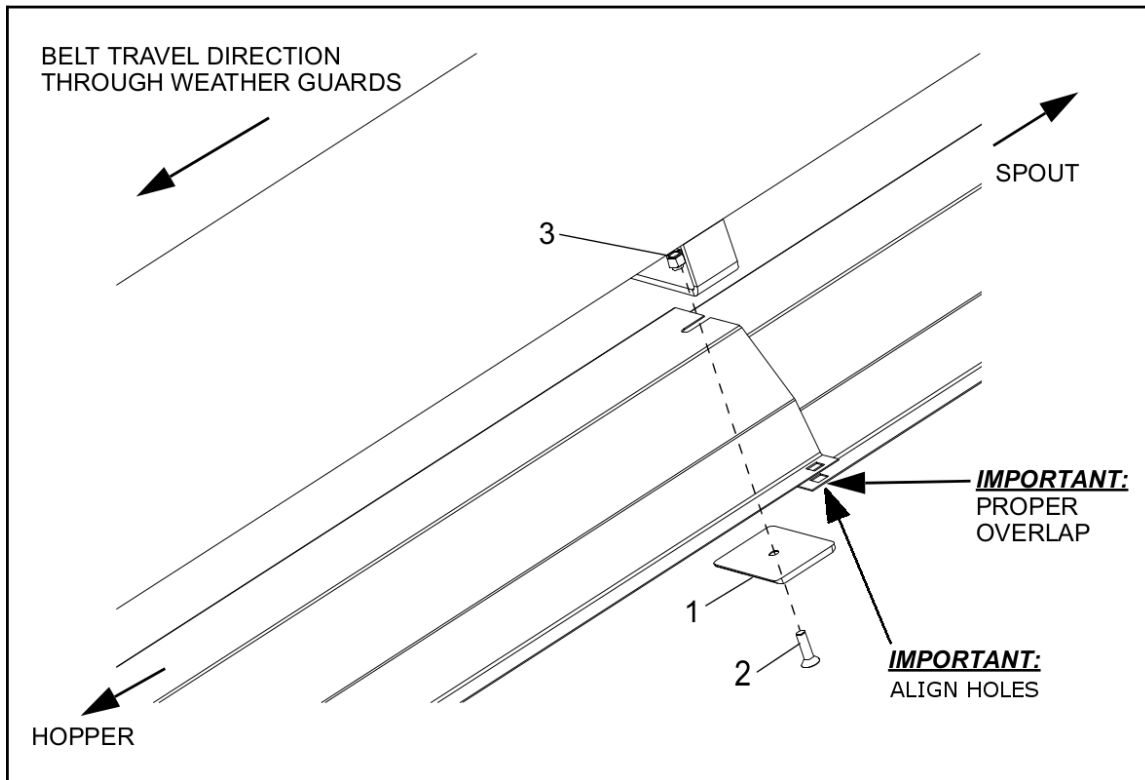 BELT TRAVEL DIRECTION
THROUGH WEATHER GUARDS
SPOUT
3
IMPORTANT:
PROPER
OVERLAP
1
2
IMPORTANT:
ALIGN HOLES
HOPPER